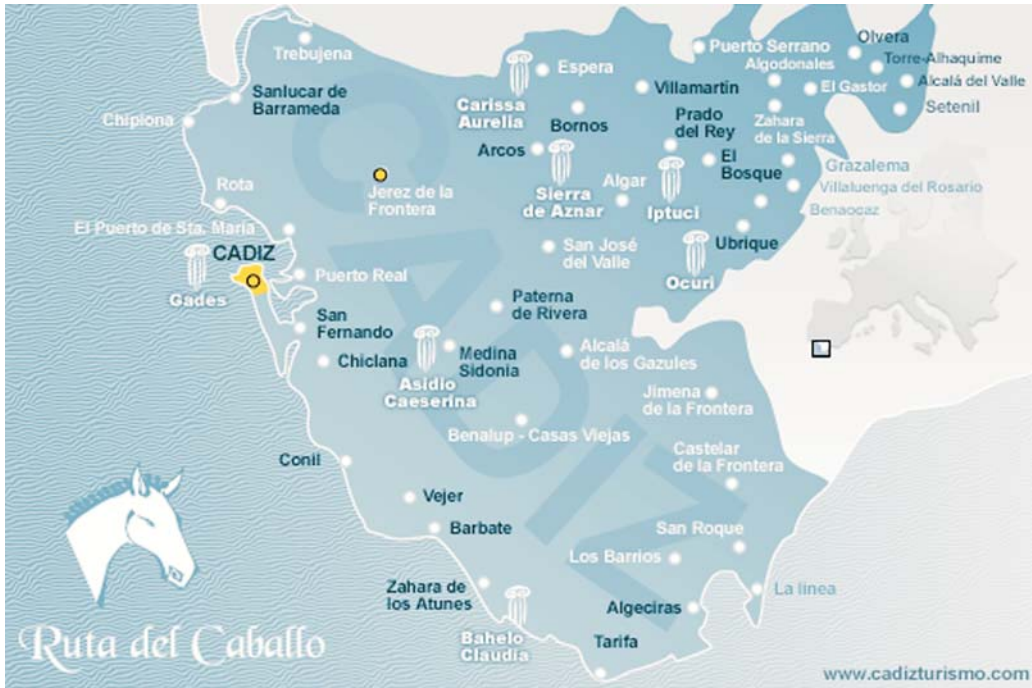 Trebujena
Sanlucar de
Barrameda
Chipiona
Rota
El Puerto de Sta. María
CADIZ
Gades
Jerez de la
Frontera
Puerto Real
San
Fernando
Chiclana
Espera
Carissa
Aurelia
Bornos
Arcos
Sierra
de Aznar
Villamartín
Puerto Serrano
Algodonales
Olvera
Torre-Alhaquime
Alcalá del Valle
El Gastor
Setenil
Prado
del Rey
Zahara
de la Sierra
El
Bosque
Grazalema
Villaluenga del Rosario
Benaocaz
Algar
Iptuci
Ubrique
Ocuri
San José
del Valle
Paterna
de Rivera
Medina
Sidonia
Asidio
Caeserina
Alcalá
de los Gazules
Jimena
de la Frontera
Benalup - Casas Viejas
Castelar
de la Frontera
Conil
Vejer
Barbate
San Roque
Los Barrios
La linea
Zahara de
los Atunes
Algeciras
Bahelo
Claudia
Tarifa
CADIZ
Ruta del Caballo
www.cadizturismo.com